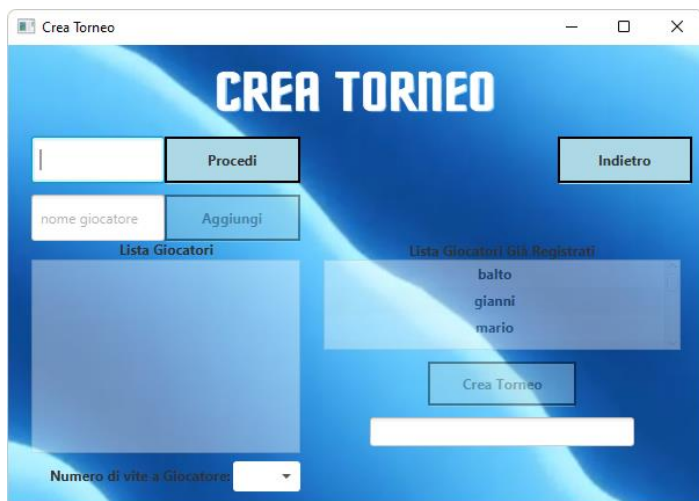 Crea Torneo
CREA TORNEO
Procedi
Indietro
nome giocatore
Aggiungi
Lista Giocatori
Lista Giocatori Già Registrati
balto
gianni
mario
Crea Torneo
Numero di vite a Giocatore: